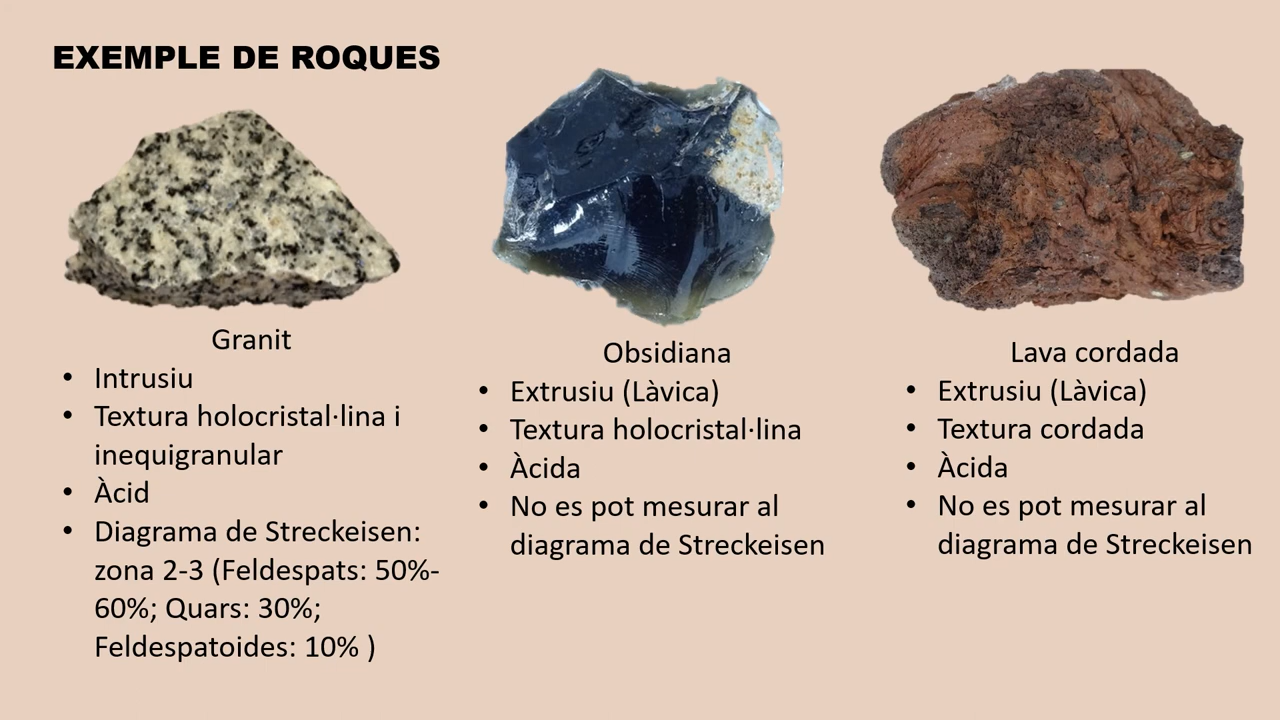 EXEMPLE DE ROQUES
Granit
• Intrusiu
• Textura holocristal·lina i
inequigranular
• Àcid
• Diagrama de Streckeisen:
zona 2-3 (Feldespats: 50%-
60%; Quars: 30%;
Feldespatoides: 10% )
Obsidiana
• Extrusiu (Làvica)
• Textura holocristal·lina
• Àcida
• No es pot mesurar al
diagrama de Streckeisen
Lava cordada
• Extrusiu (Làvica)
• Textura cordada
• Àcida
• No es pot mesurar al
diagrama de Streckeisen